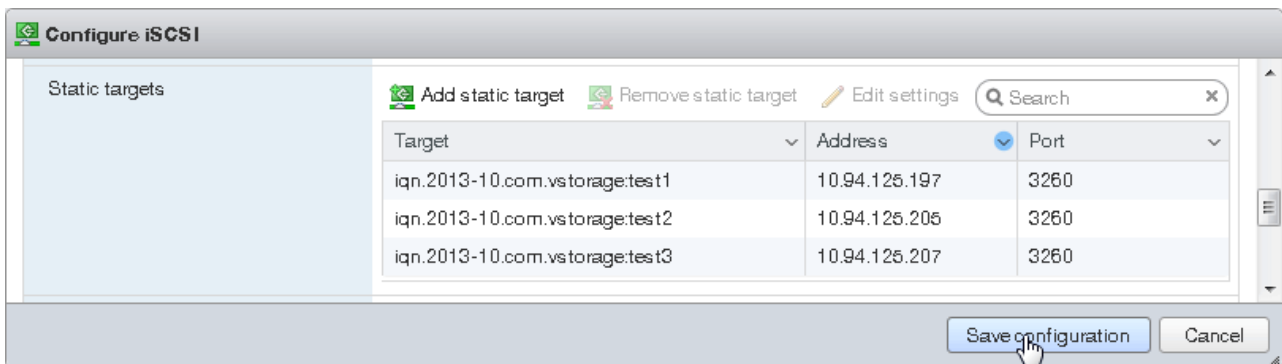 Configure iSCSI
Static targets
Add static target Remove static target Edit settings Search
Target Address Port
iqn.2013-10.com.vstorage:test1 10.94.125.197 3260
iqn.2013-10.com.vstorage:test2 10.94.125.205 3260
iqn.2013-10.com.vstorage:test3 10.94.125.207 3260
Save configuration Cancel